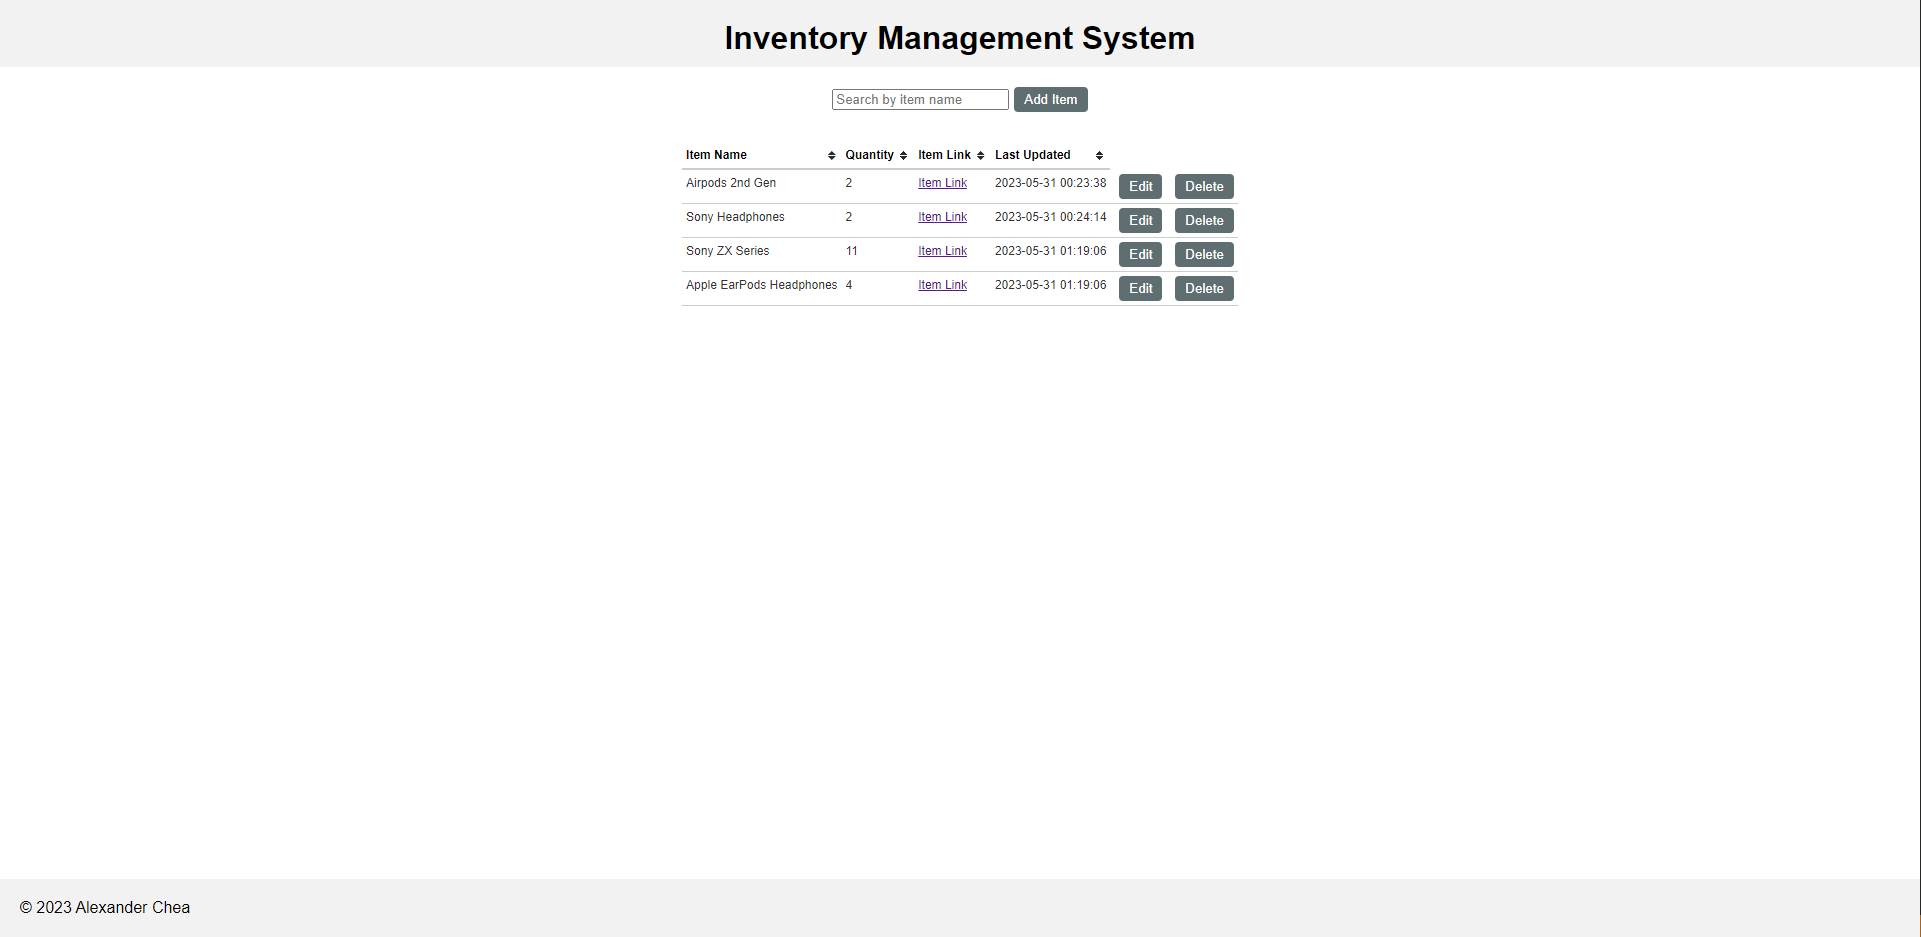 Inventory Management System
Search by item name Add Item
Item Name Quantity Item Link Last Updated
Airpods 2nd Gen 2 Item Link 2023-05-31 00:23:38 Edit Delete
Sony Headphones 2 Item Link 2023-05-31 00:24:14 Edit Delete
Sony ZX Series 11 Item Link 2023-05-31 01:19:06 Edit Delete
Apple EarPods Headphones 4 Item Link 2023-05-31 01:19:06 Edit Delete
© 2023 Alexander Chea